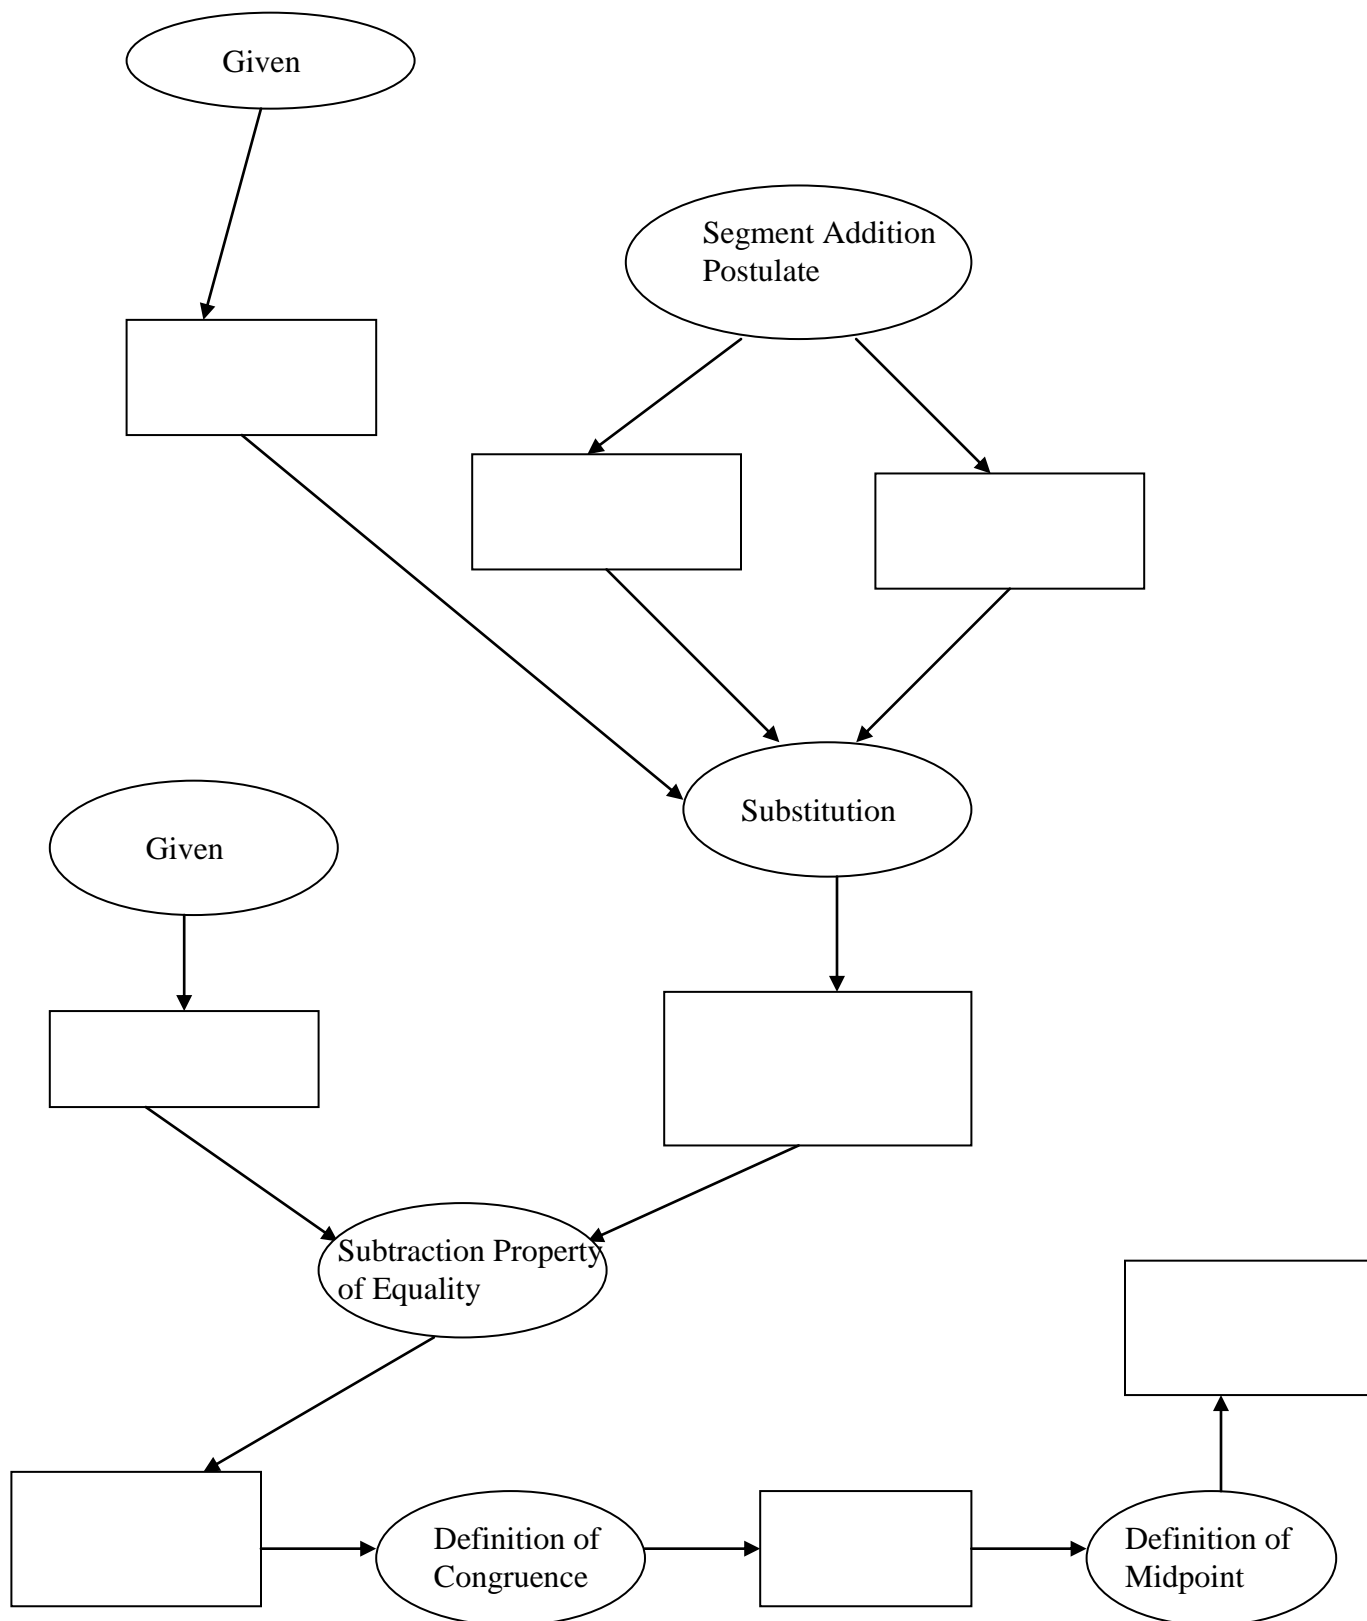 Given
Segment Addition
Postulate
Substitution
Given
Subtraction Property
of Equality
Definition of
Congruence
Definition of
Midpoint